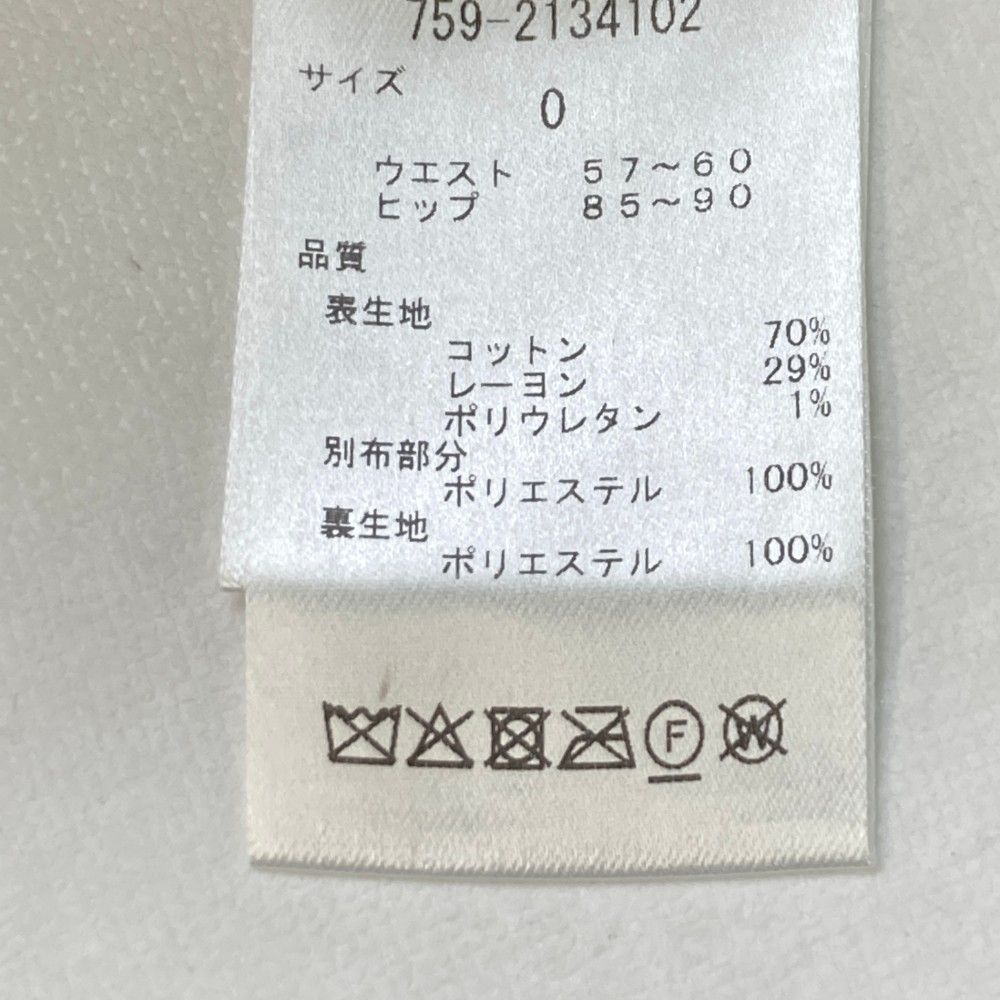 759-2134102
サイズ
0
ウエスト 57～60
ヒップ 85～90
品質
表生地
コットン 70%
レーヨン 29%
ポリウレタン 1%
別布部分
ポリエステル 100%
裏生地
ポリエステル 100%
F W